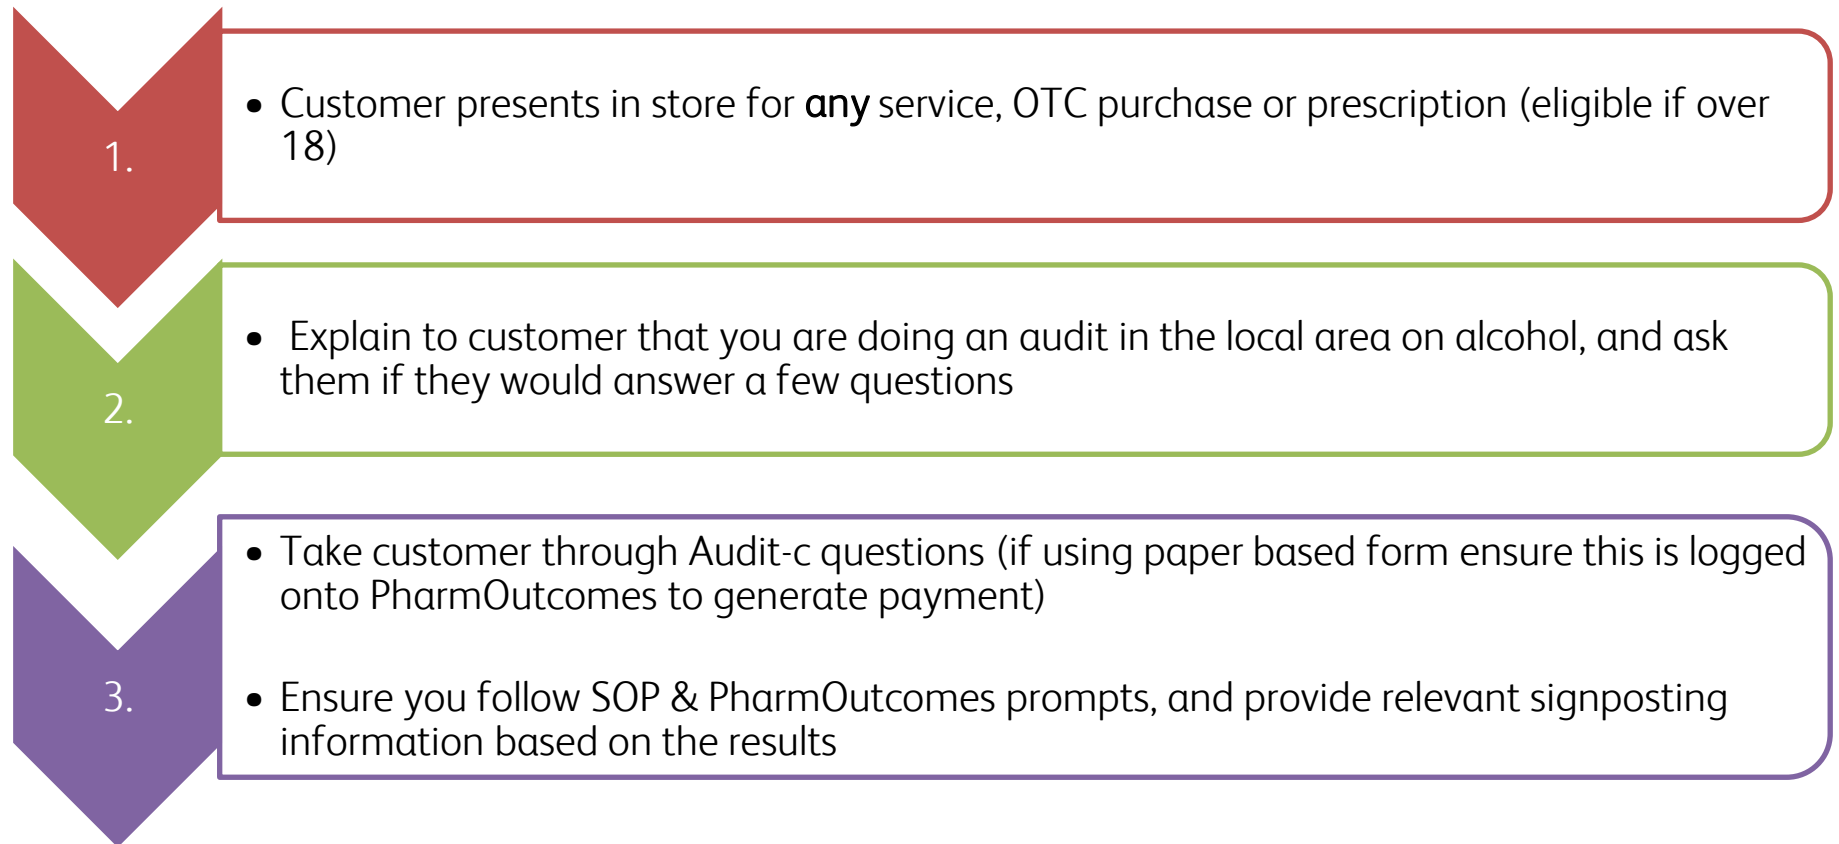 1.
• Customer presents in store for any service, OTC purchase or prescription (eligible if over
18)
2.
• Explain to customer that you are doing an audit in the local area on alcohol, and ask
them if they would answer a few questions
3.
• Take customer through Audit-c questions (if using paper based form ensure this is logged
onto PharmOutcomes to generate payment)
• Ensure you follow SOP & PharmOutcomes prompts, and provide relevant signposting
information based on the results